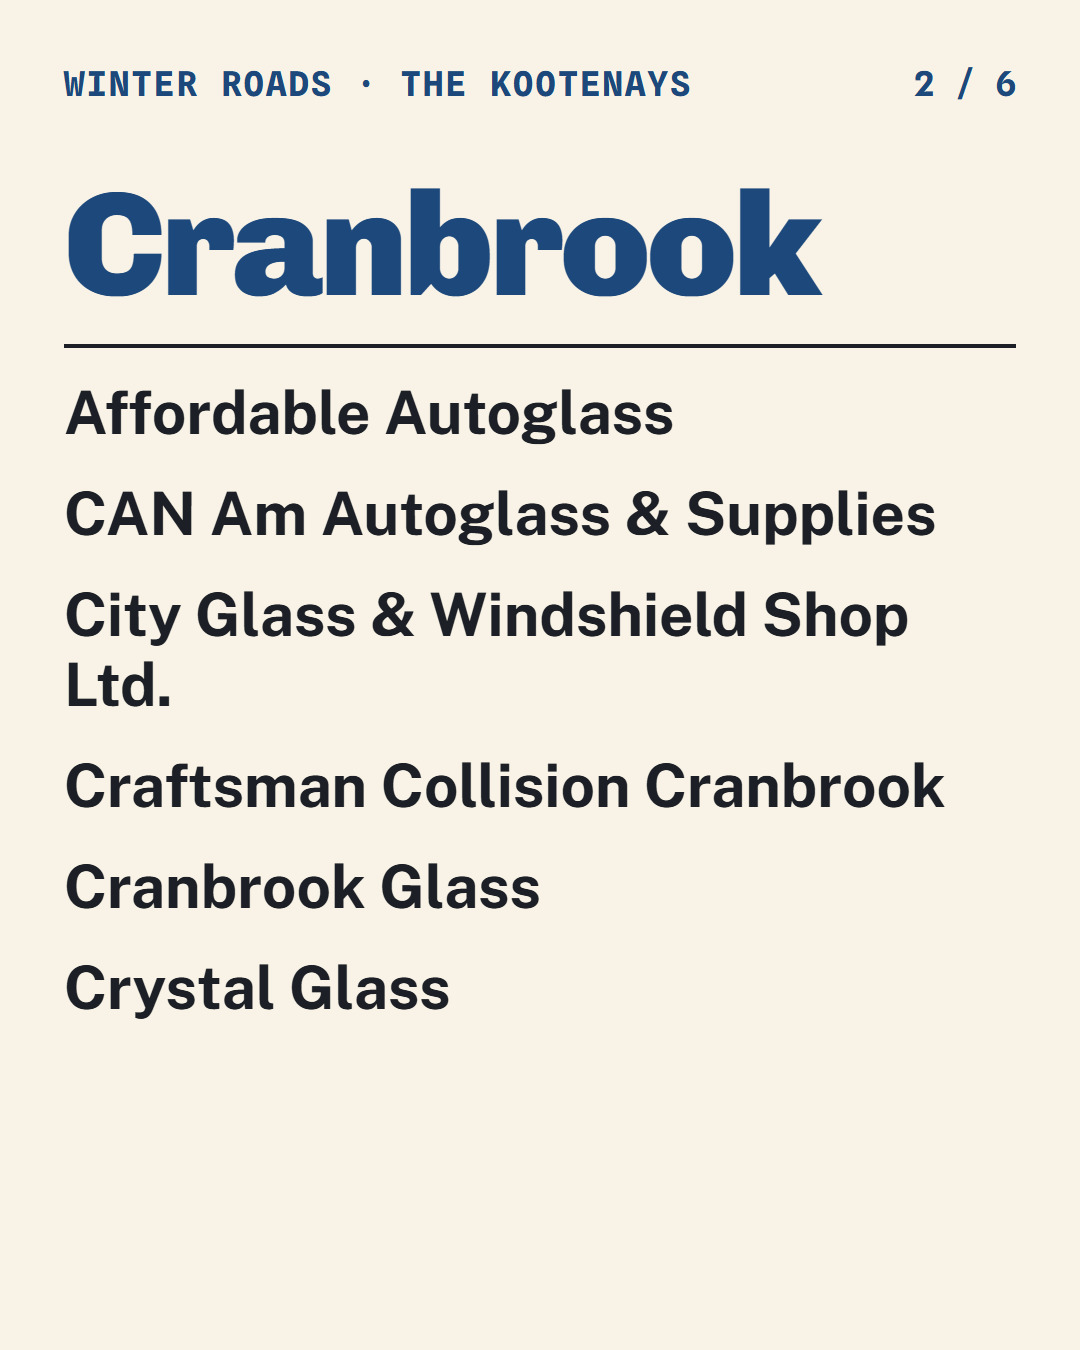 WINTER ROADS · THE KOOTENAYS 2 / 6
Cranbrook
Affordable Autoglass
CAN Am Autoglass & Supplies
City Glass & Windshield Shop
Ltd.
Craftsman Collision Cranbrook
Cranbrook Glass
Crystal Glass